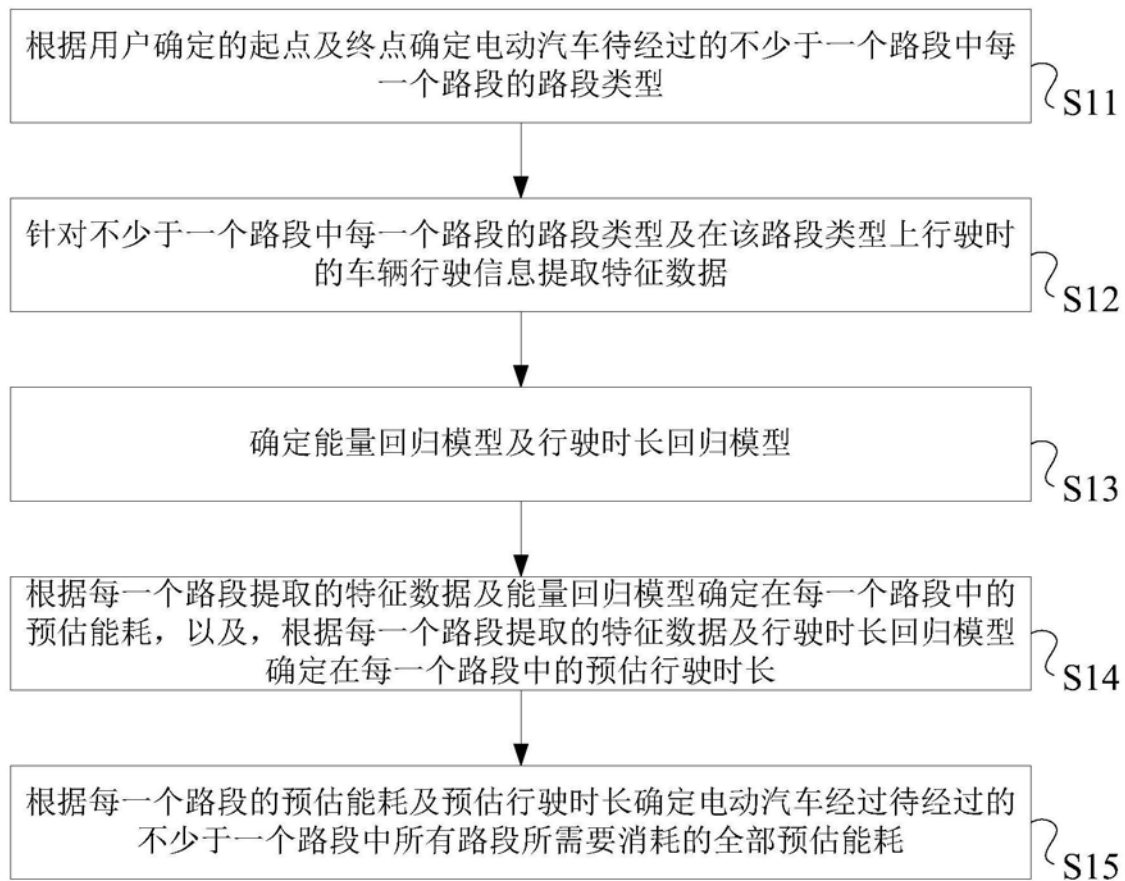 根据用户确定的起点及终点确定电动汽车待经过的不少于一个路段中每
一个路段的路段类型
S11
针对不少于一个路段中每一个路段的路段类型及在该路段类型上行驶时
的车辆行驶信息提取特征数据
S12
确定能量回归模型及行驶时长回归模型
S13
根据每一个路段提取的特征数据及能量回归模型确定在每一个路段中的
预估能耗，以及，根据每一个路段提取的特征数据及行驶时长回归模型
确定在每一个路段中的预估行驶时长
S14
根据每一个路段的预估能耗及预估行驶时长确定电动汽车经过待经过的
不少于一个路段中所有路段所需要消耗的全部预估能耗
S15